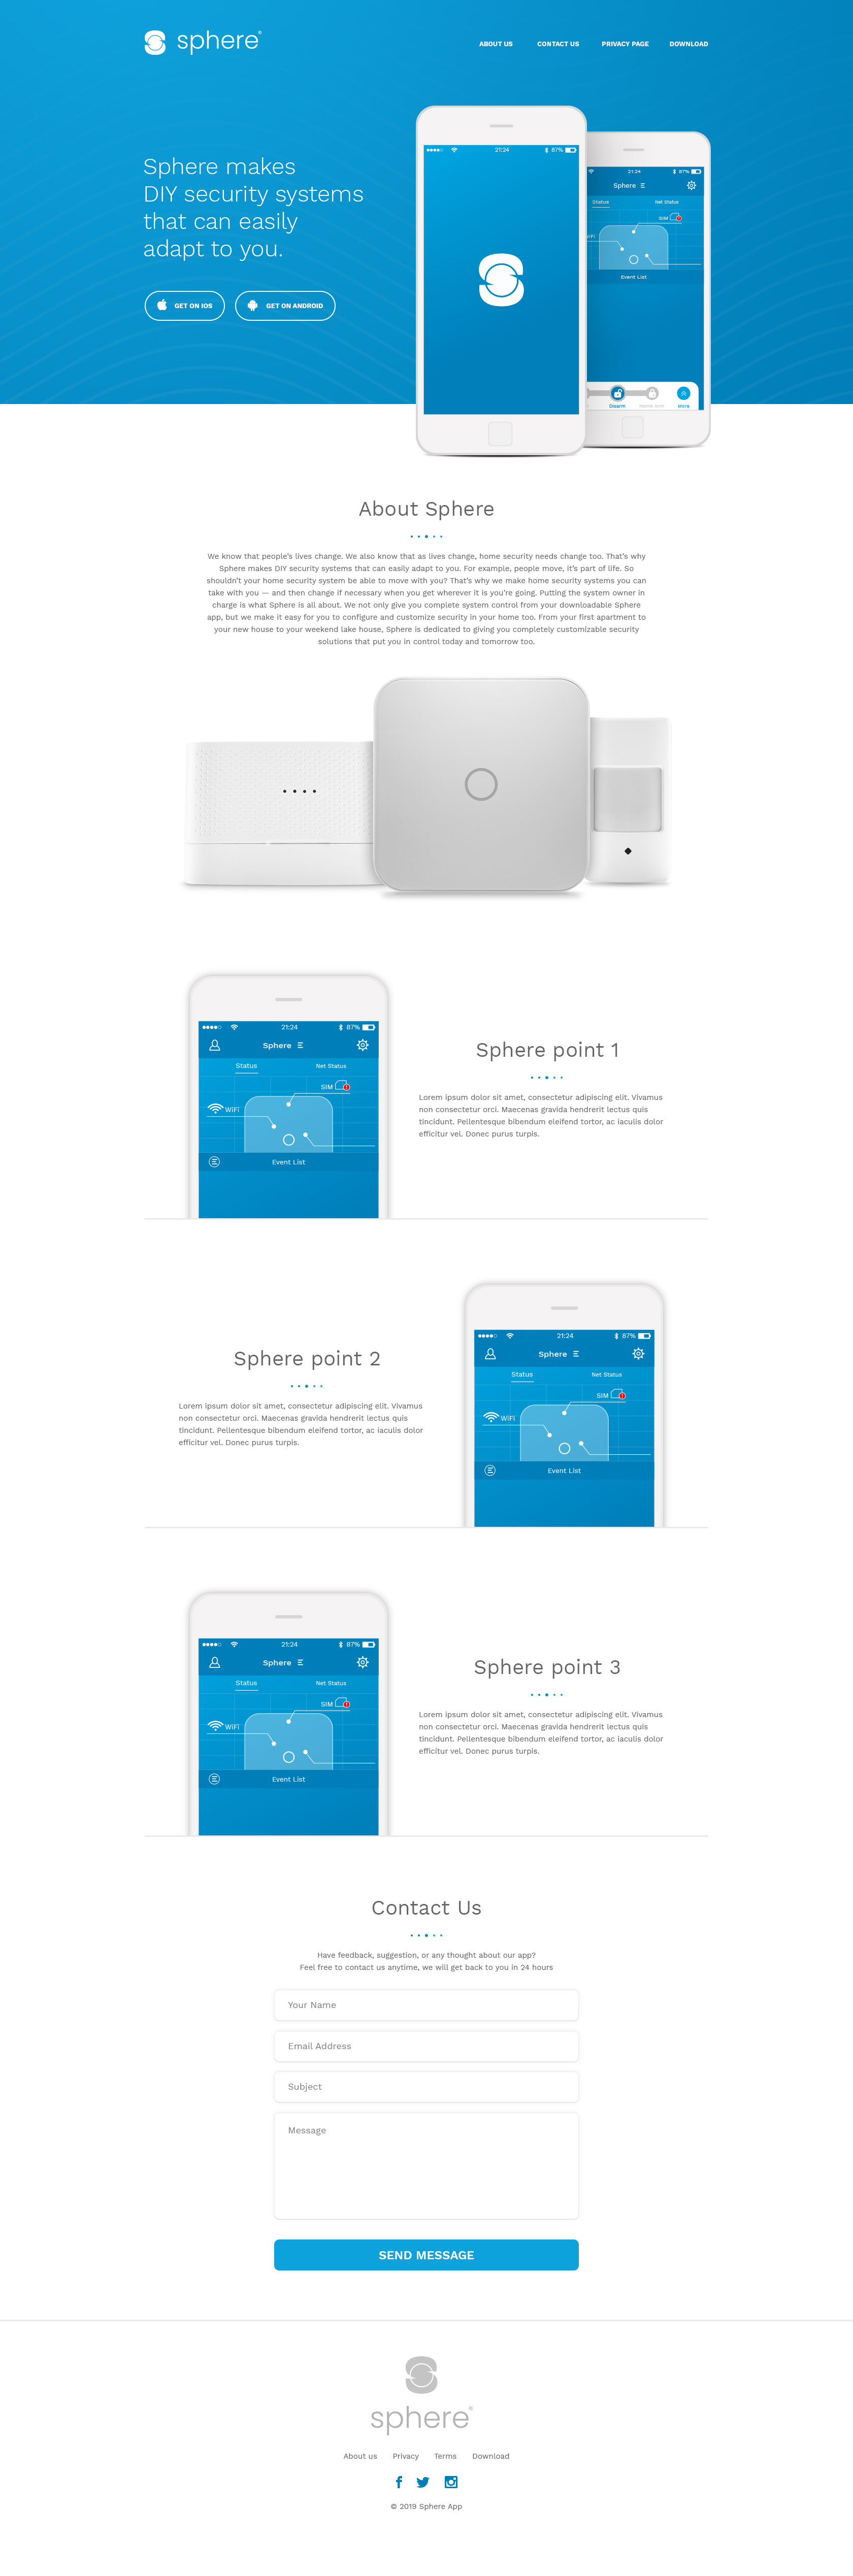 sphere®
ABOUT US CONTACT US PRIVACY PAGE DOWNLOAD
Sphere makes
DIY security systems
that can easily
adapt to you.
GET ON IOS GET ON ANDROID
21:24 87%
21:24 87%
Sphere
Status Net Status
SIM
WiFi
Event List
Disarm Home Arm More
About Sphere
We know that people's lives change. We also know that as lives change, home security needs change too. That's why
Sphere makes DIY security systems that can easily adapt to you. For example, people move, it's part of life. So
shouldn't your home security system be able to move with you? That's why we make home security systems you can
take with you — and then change if necessary when you get wherever it is you're going. Putting the system owner in
charge is what Sphere is all about. We not only give you complete system control from your downloadable Sphere
app, but we make it easy for you to configure and customize security in your home too. From your first apartment to
your new house to your weekend lake house, Sphere is dedicated to giving you completely customizable security
solutions that put you in control today and tomorrow too.
21:24 87%
Sphere
Status Net Status
SIM
WiFi
Event List
Sphere point 1
Lorem ipsum dolor sit amet, consectetur adipiscing elit. Vivamus
non consectetur orci. Maecenas gravida hendrerit lectus quis
tincidunt. Pellentesque bibendum eleifend tortor, ac iaculis dolor
efficitur vel. Donec purus turpis.
Sphere point 2
Lorem ipsum dolor sit amet, consectetur adipiscing elit. Vivamus
non consectetur orci. Maecenas gravida hendrerit lectus quis
tincidunt. Pellentesque bibendum eleifend tortor, ac iaculis dolor
efficitur vel. Donec purus turpis.
21:24 87%
Sphere
Status Net Status
SIM
WiFi
Event List
21:24 87%
Sphere
Status Net Status
SIM
WiFi
Event List
Sphere point 3
Lorem ipsum dolor sit amet, consectetur adipiscing elit. Vivamus
non consectetur orci. Maecenas gravida hendrerit lectus quis
tincidunt. Pellentesque bibendum eleifend tortor, ac iaculis dolor
efficitur vel. Donec purus turpis.
Contact Us
Have feedback, suggestion, or any thought about our app?
Feel free to contact us anytime, we will get back to you in 24 hours
Your Name
Email Address
Subject
Message
SEND MESSAGE
sphere®
About us Privacy Terms Download
© 2019 Sphere App